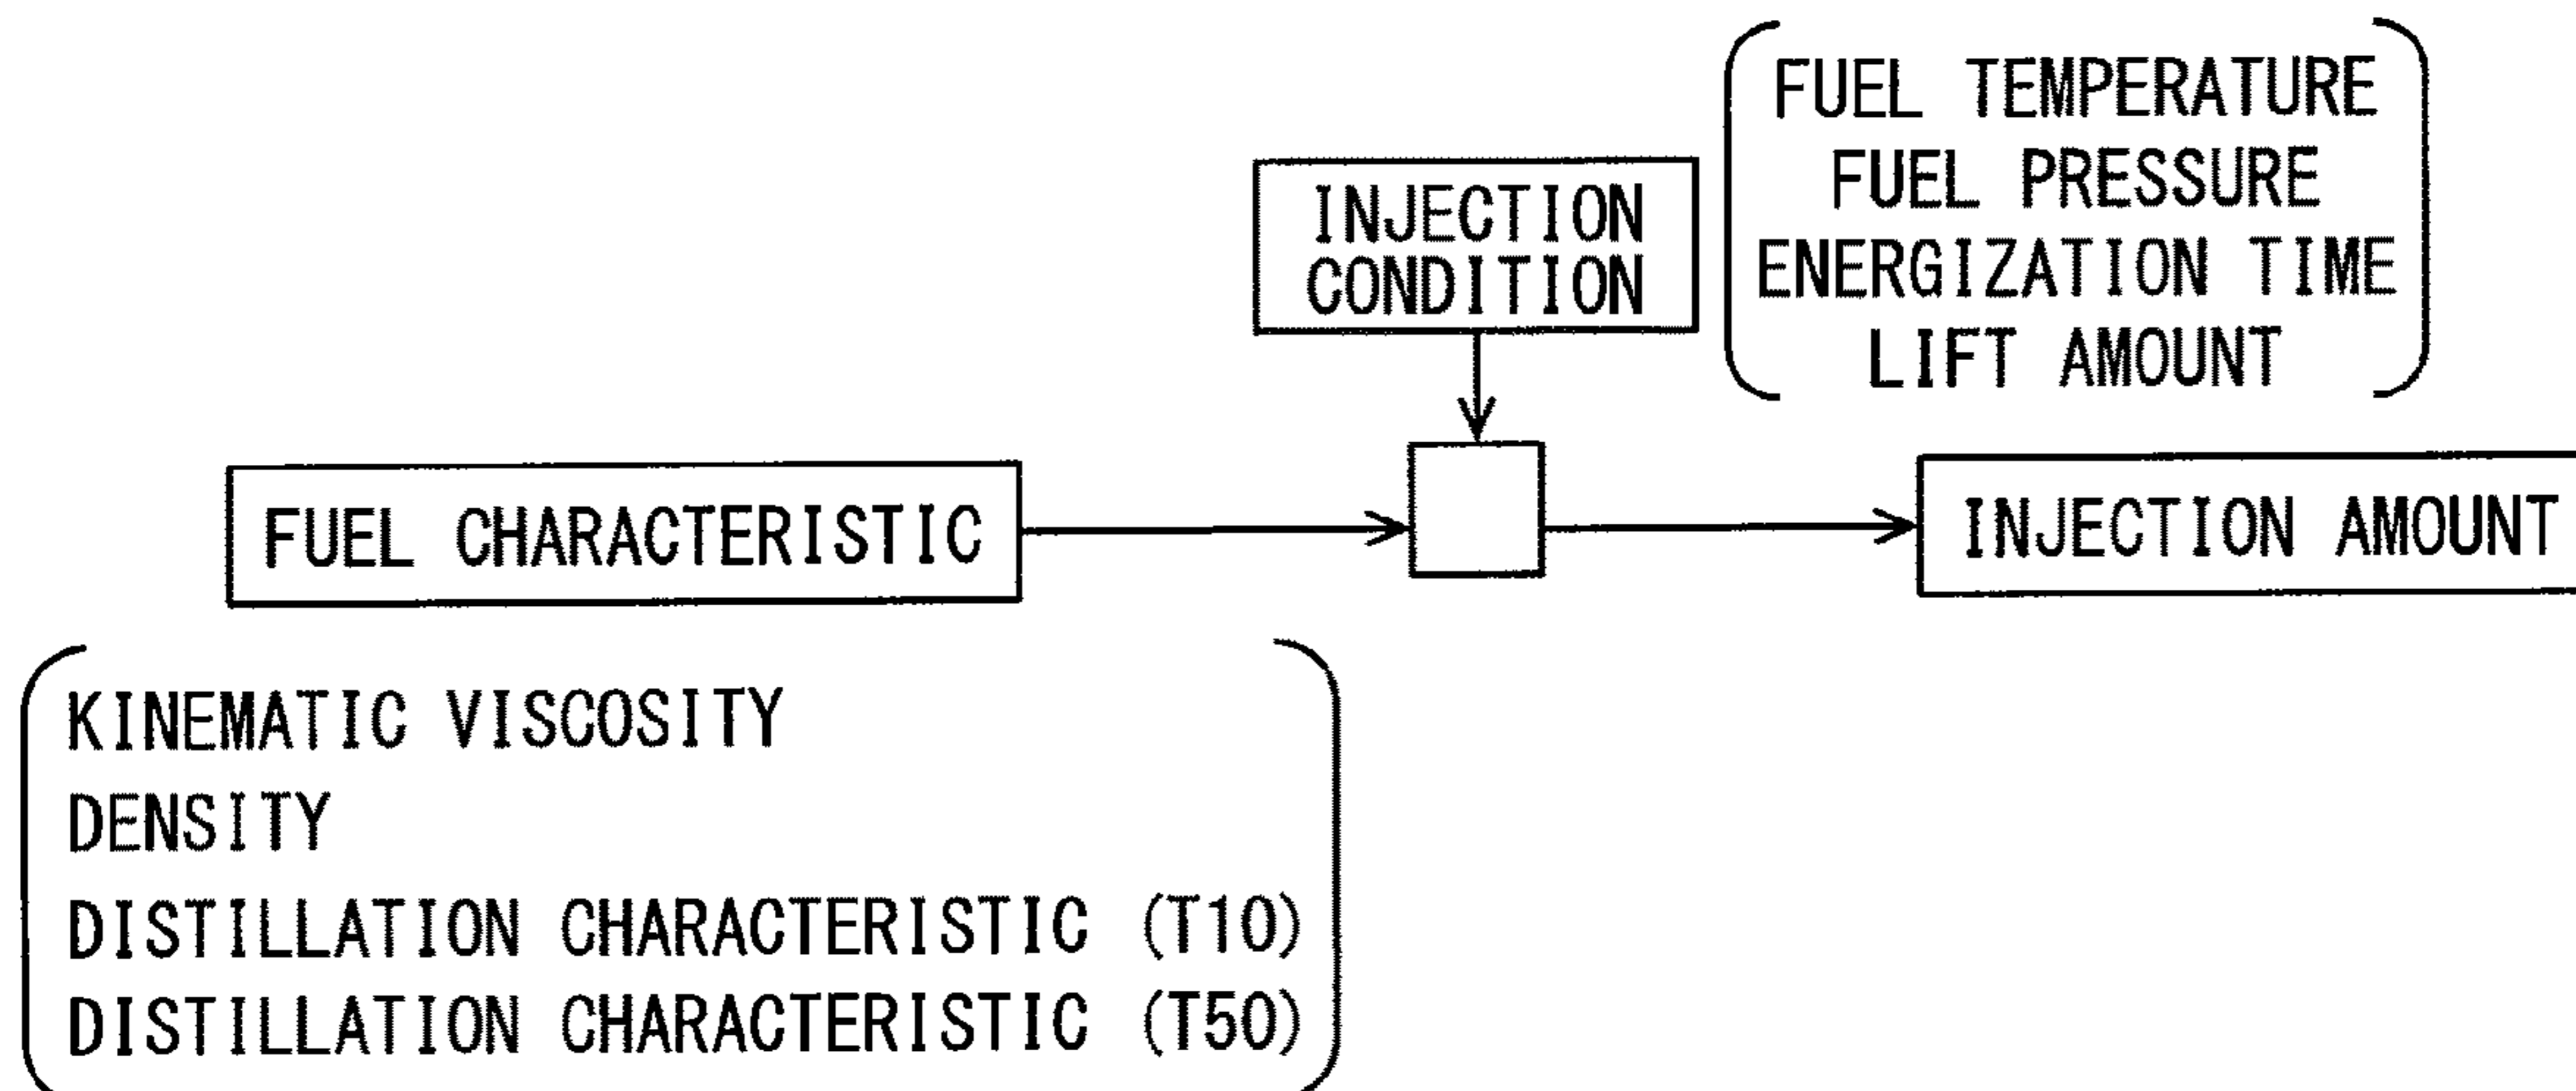 FUEL TEMPERATURE
FUEL PRESSURE
ENERGIZATION TIME
LIFT AMOUNT
INJECTION
CONDITION
FUEL CHARACTERISTIC
INJECTION AMOUNT
KINEMATIC VISCOSITY
DENSITY
DISTILLATION CHARACTERISTIC (T10)
DISTILLATION CHARACTERISTIC (T50)